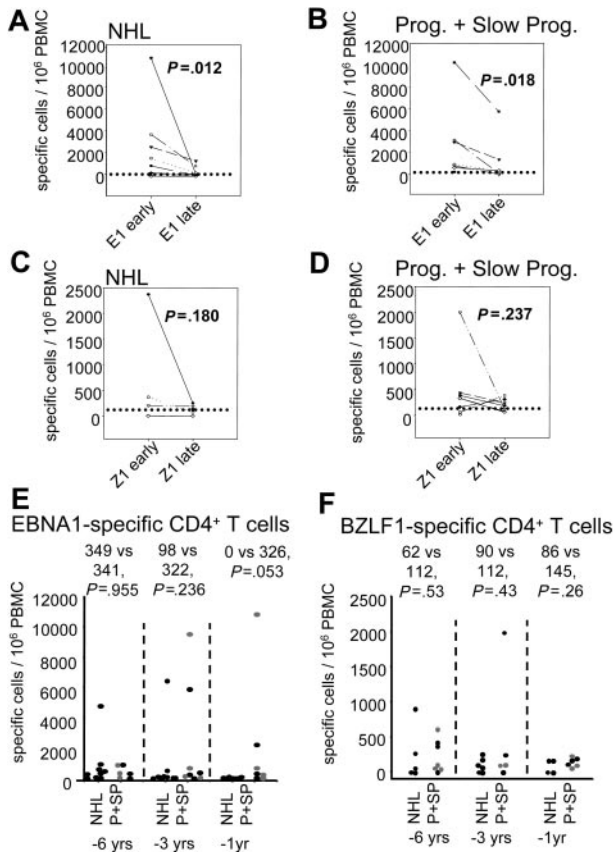 A
NHL
specific cells / 10⁶ PBMC
12000
10000
8000
6000
4000
2000
0
P=.012
E1 early
E1 late
B
Prog. + Slow Prog.
specific cells / 10⁶ PBMC
12000
10000
8000
6000
4000
2000
0
P=.018
E1 early
E1 late
C
NHL
specific cells / 10⁶ PBMC
2500
2000
1500
1000
500
0
P=.180
Z1 early
Z1 late
D
Prog. + Slow Prog.
specific cells / 10⁶ PBMC
2500
2000
1500
1000
500
0
P=.237
Z1 early
Z1 late
E
EBNA1-specific CD4⁺ T cells
349 vs
341,
P=.955
98 vs
322,
P=.236
0 vs 326,
P=.053
specific cells / 10⁶ PBMC
12000
10000
8000
6000
4000
2000
0
NHL
P+SP
NHL
P+SP
NHL
P+SP
-6 yrs
-3 yrs
-1yr
F
BZLF1-specific CD4⁺ T cells
62 vs
112,
P=.53
90 vs
112,
P=.43
86 vs
145,
P=.26
specific cells / 10⁶ PBMC
2500
2000
1500
1000
500
0
NHL
P+SP
NHL
P+SP
NHL
P+SP
-6 yrs
-3 yrs
-1yr